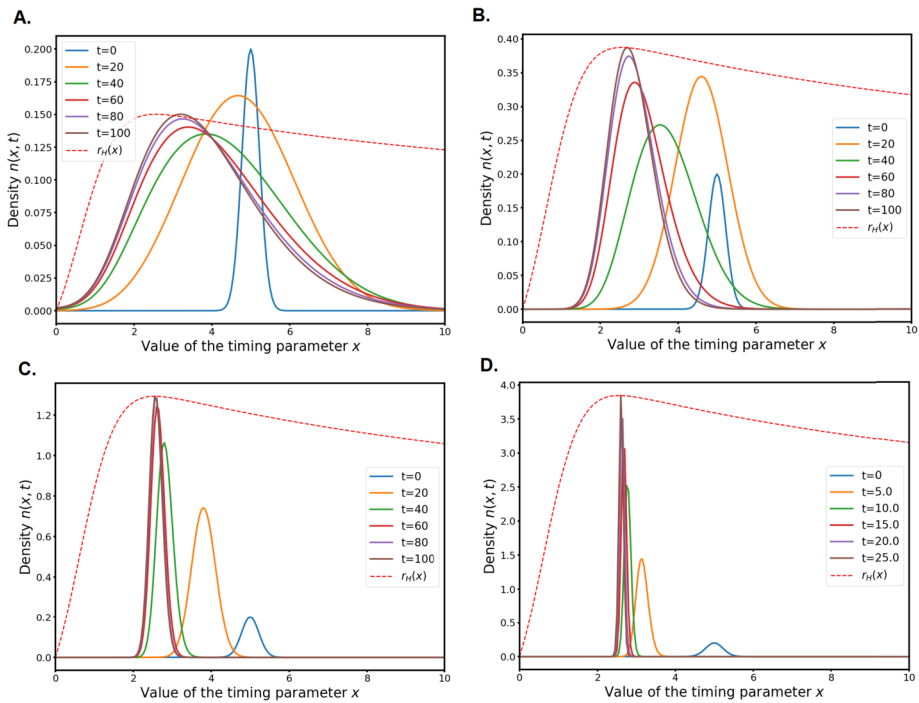 A.
Density n(x, t)
0.200
0.175
0.150
0.125
0.100
0.075
0.050
0.025
0.000
t=0
t=20
t=40
t=60
t=80
t=100
r_H(x)
0 2 4 6 8 10
Value of the timing parameter x
B.
Density n(x, t)
0.40
0.35
0.30
0.25
0.20
0.15
0.10
0.05
0.00
t=0
t=20
t=40
t=60
t=80
t=100
r_H(x)
0 2 4 6 8 10
Value of the timing parameter x
C.
Density n(x, t)
1.2
1.0
0.8
0.6
0.4
0.2
0.0
t=0
t=20
t=40
t=60
t=80
t=100
r_H(x)
0 2 4 6 8 10
Value of the timing parameter x
D.
Density n(x, t)
4.0
3.5
3.0
2.5
2.0
1.5
1.0
0.5
0.0
t=0
t=5.0
t=10.0
t=15.0
t=20.0
t=25.0
r_H(x)
0 2 4 6 8 10
Value of the timing parameter x